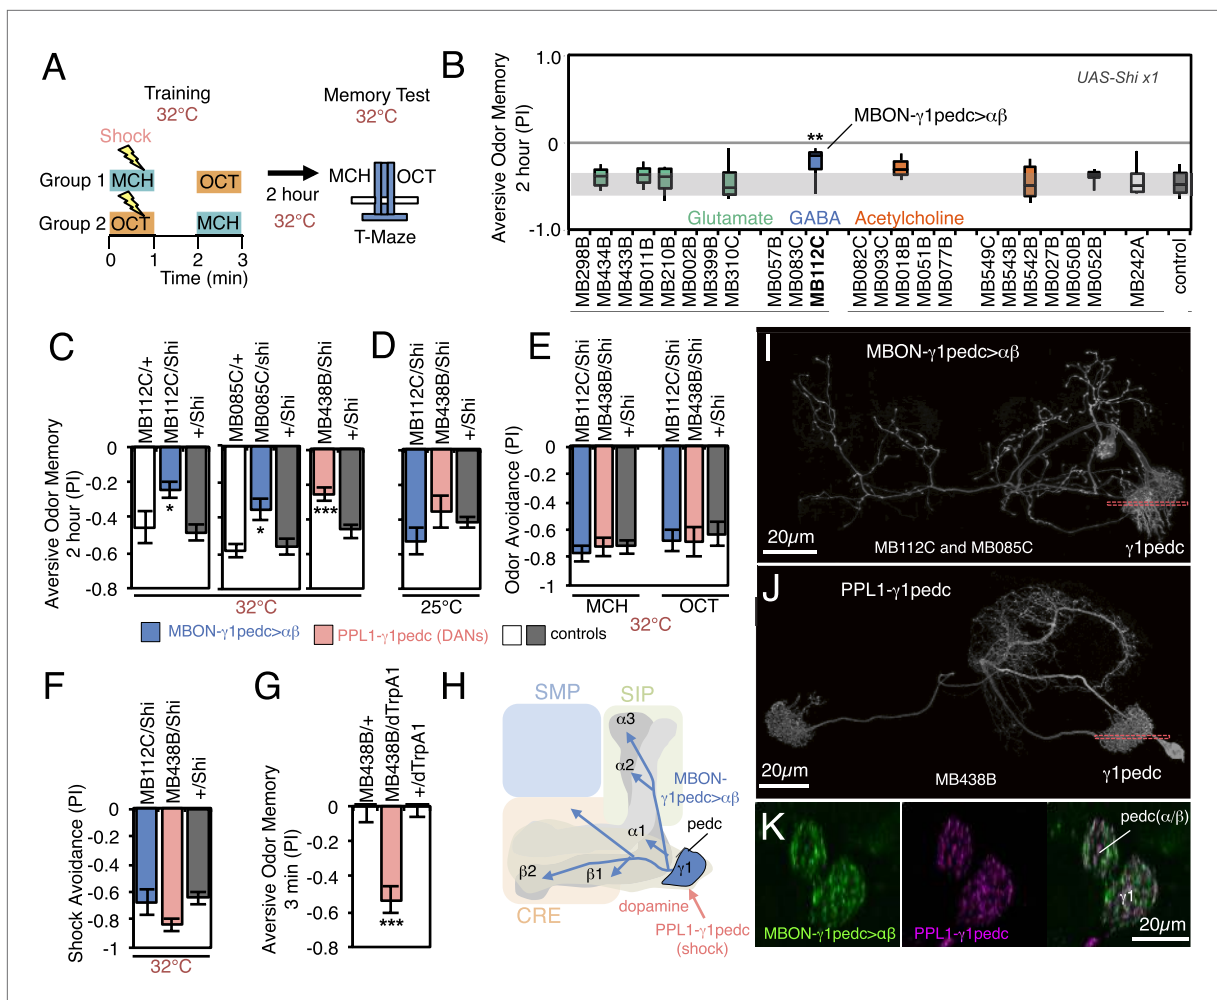 A
Training
32°C
Shock
Group 1
MCH
OCT
Group 2
OCT
MCH
0
1
2
3
Time (min)
2 hour
32°C
Memory Test
32°C
MCH
OCT
T-Maze
B
Aversive Odor Memory
2 hour (PI)
1.0
0
-1.0
UAS-Shi x1
MBON-γ1pedc>αβ
**
Glutamate
GABA
Acetylcholine
MB298B
MB434B
MB433B
MB011B
MB210B
MB002B
MB399B
MB310C
MB057B
MB083C
MB112C
MB082C
MB093C
MB018B
MB051B
MB077B
MB549C
MB543B
MB542B
MB027B
MB050B
MB052B
MB242A
control
C
Aversive Odor Memory
2 hour (PI)
0
-0.2
-0.4
-0.6
-0.8
MB112C/+
MB112C/Shi
+/Shi
*
MB085C/+
MB085C/shi
+/Shi
*
MB438B/Shi
+/Shi
***
32°C
D
MB112C/Shi
MB438B/Shi
+/Shi
25°C
E
Odor Avoidance (PI)
0
-0.2
-0.4
-0.6
-0.8
-1
MB112C/Shi
MB438B/Shi
+/Shi
MB112C/Shi
MB438B/Shi
+/Shi
MCH
OCT
32°C
MBON-γ1pedc>αβ
PPL1-γ1pedc (DANs)
controls
F
Shock Avoidance (PI)
0
-0.2
-0.4
-0.6
-0.8
-1
MB112C/Shi
MB438B/Shi
+/Shi
32°C
G
Aversive Odor Memory
3 min (PI)
0
-0.2
-0.4
-0.6
-0.8
MB438B/+
MB438B/dTrpA1
+/dTrpA1
***
H
SMP
SIP
α3
α2
MBON-
γ1pedc>αβ
α1
pedc
β2
β1
γ1
CRE
dopamine
PPL1-γ1pedc
(shock)
I
MBON-γ1pedc>αβ
20µm
MB112C and MB085C
γ1pedc
J
PPL1-γ1pedc
20µm
MB438B
γ1pedc
K
MBON-γ1pedc>αβ
PPL1-γ1pedc
pedc(α/β)
γ1
20µm